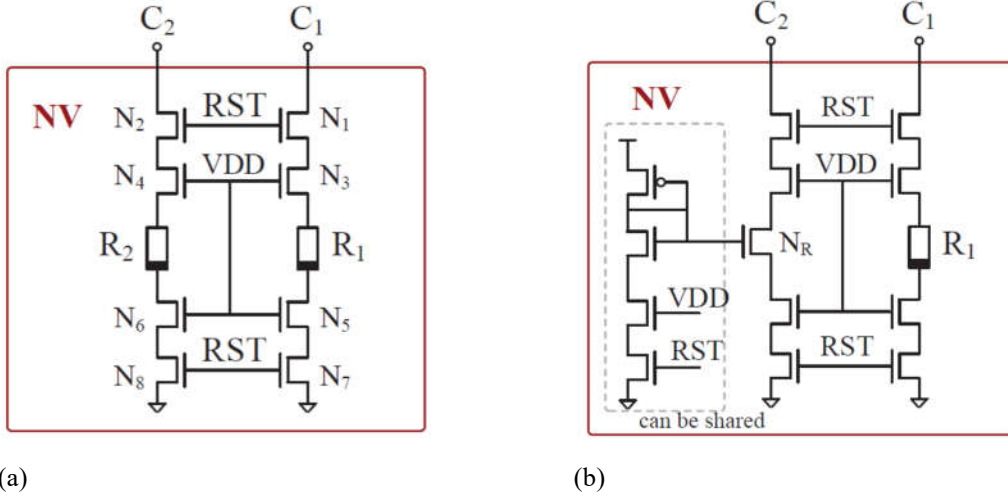 C2 C1
NV
N2 RST N1
N4 VDD N3
R2 R1
N6 N5
N8 RST N7
C2 C1
NV
RST
VDD
NR R1
VDD
RST RST
can be shared
(a) (b)